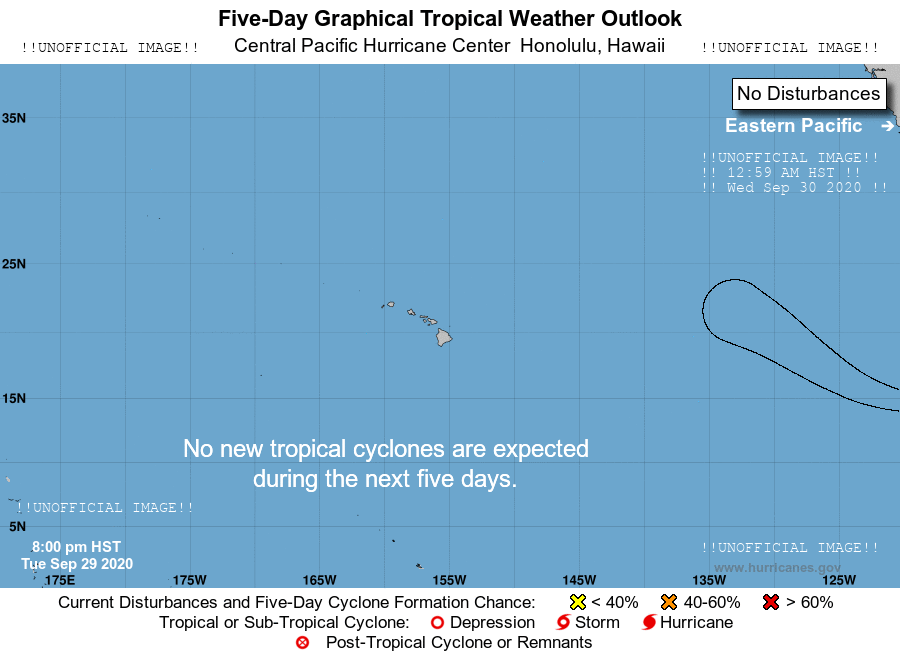 Five-Day Graphical Tropical Weather Outlook
!!UNOFFICIAL IMAGE!! Central Pacific Hurricane Center Honolulu, Hawaii !!UNOFFICIAL IMAGE!!
No Disturbances
35N
Eastern Pacific →
!!UNOFFICIAL IMAGE!!
!! 12:59 AM HST !!
!! Wed Sep 30 2020 !!
25N
15N
No new tropical cyclones are expected
during the next five days.
!!UNOFFICIAL IMAGE!!
5N
8:00 pm HST
Tue Sep 29 2020
!!UNOFFICIAL IMAGE!!
www.hurricanes.gov
175E 175W 165W 155W 145W 135W 125W
Current Disturbances and Five-Day Cyclone Formation Chance: < 40% 40-60% > 60%
Tropical or Sub-Tropical Cyclone: Depression Storm Hurricane
Post-Tropical Cyclone or Remnants